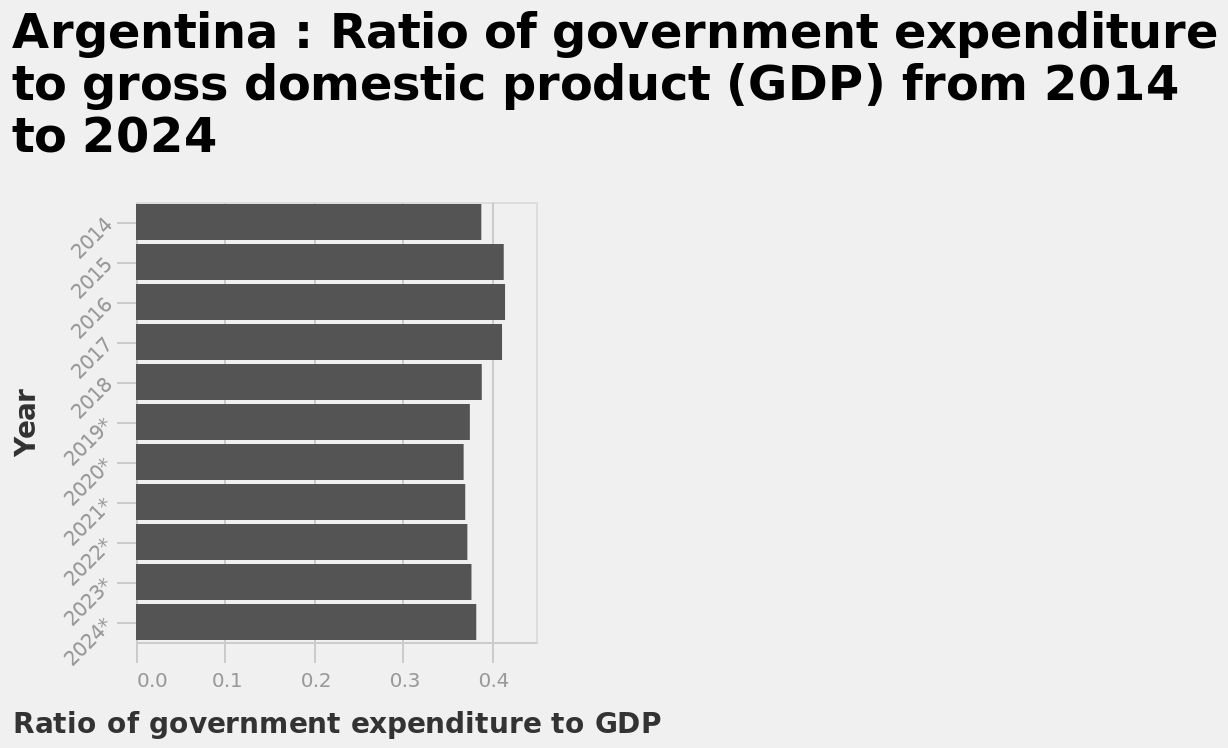 Argentina : Ratio of government expenditure
to gross domestic product (GDP) from 2014
to 2024
2014
2015
2016
2017
2018
2019*
2020*
2021*
2022*
2023*
2024*
Year
0.0 0.1 0.2 0.3 0.4
Ratio of government expenditure to GDP